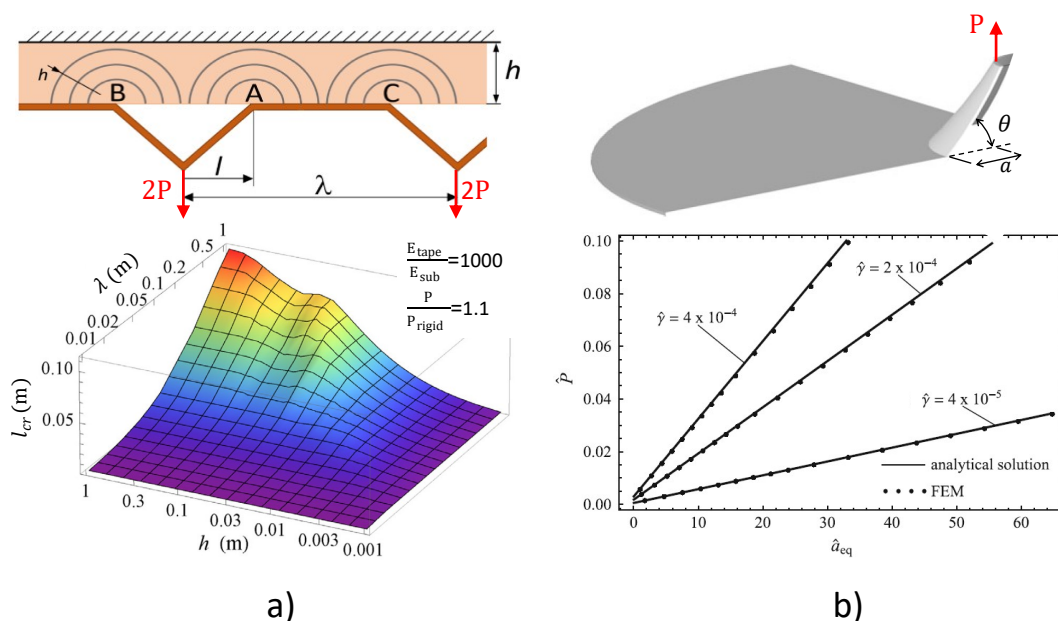 h
B
A
C
h
2P
l
λ
2P
λ (m)
1
0.5
0.2
0.1
0.05
0.02
0.01
E_tape/E_sub=1000
P/P_rigid=1.1
l_cr (m)
0.10
0.05
1
0.3
0.1
0.03
0.01
0.003
0.001
h (m)
a)
P
θ
a
P̂
0.10
0.08
0.06
0.04
0.02
0.00
γ̂ = 4 x 10⁻⁴
γ̂ = 2 x 10⁻⁴
γ̂ = 4 x 10⁻⁵
analytical solution
FEM
0
10
20
30
40
50
60
â_eq
b)